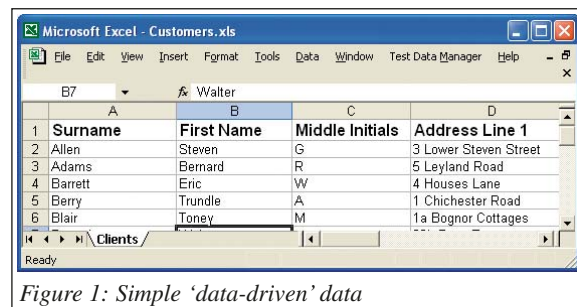 Microsoft Excel - Customers.xls
File Edit View Insert Format Tools Data Window Test Data Manager Help
B7 fx Walter
A B C D
1 Surname First Name Middle Initials Address Line 1
2 Allen Steven G 3 Lower Steven Street
3 Adams Bernard R 5 Leyland Road
4 Barrett Eric W 4 Houses Lane
5 Berry Trundle A 1 Chichester Road
6 Blair Toney M 1a Bognor Cottages
Clients
Ready
Figure 1: Simple ‘data-driven’ data